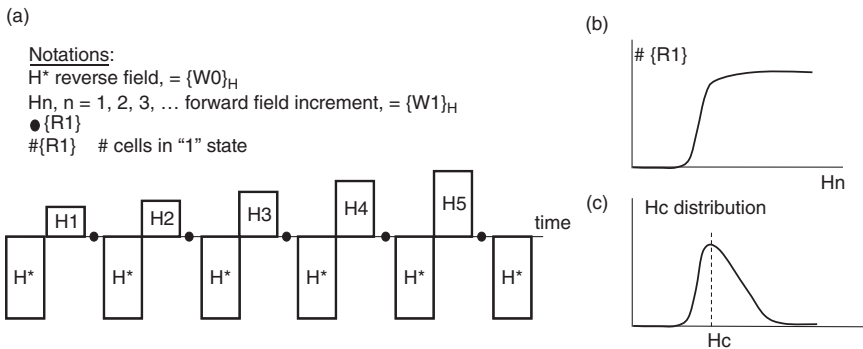 (a)
Notations:
H* reverse field, = {W0}H
Hn, n = 1, 2, 3, … forward field increment, = {W1}H
● {R1}
#{R1} # cells in “1” state
H1 H2 H3 H4 H5 time
H* H* H* H* H* H*
(b)
# {R1}
Hn
(c) Hc distribution
Hc